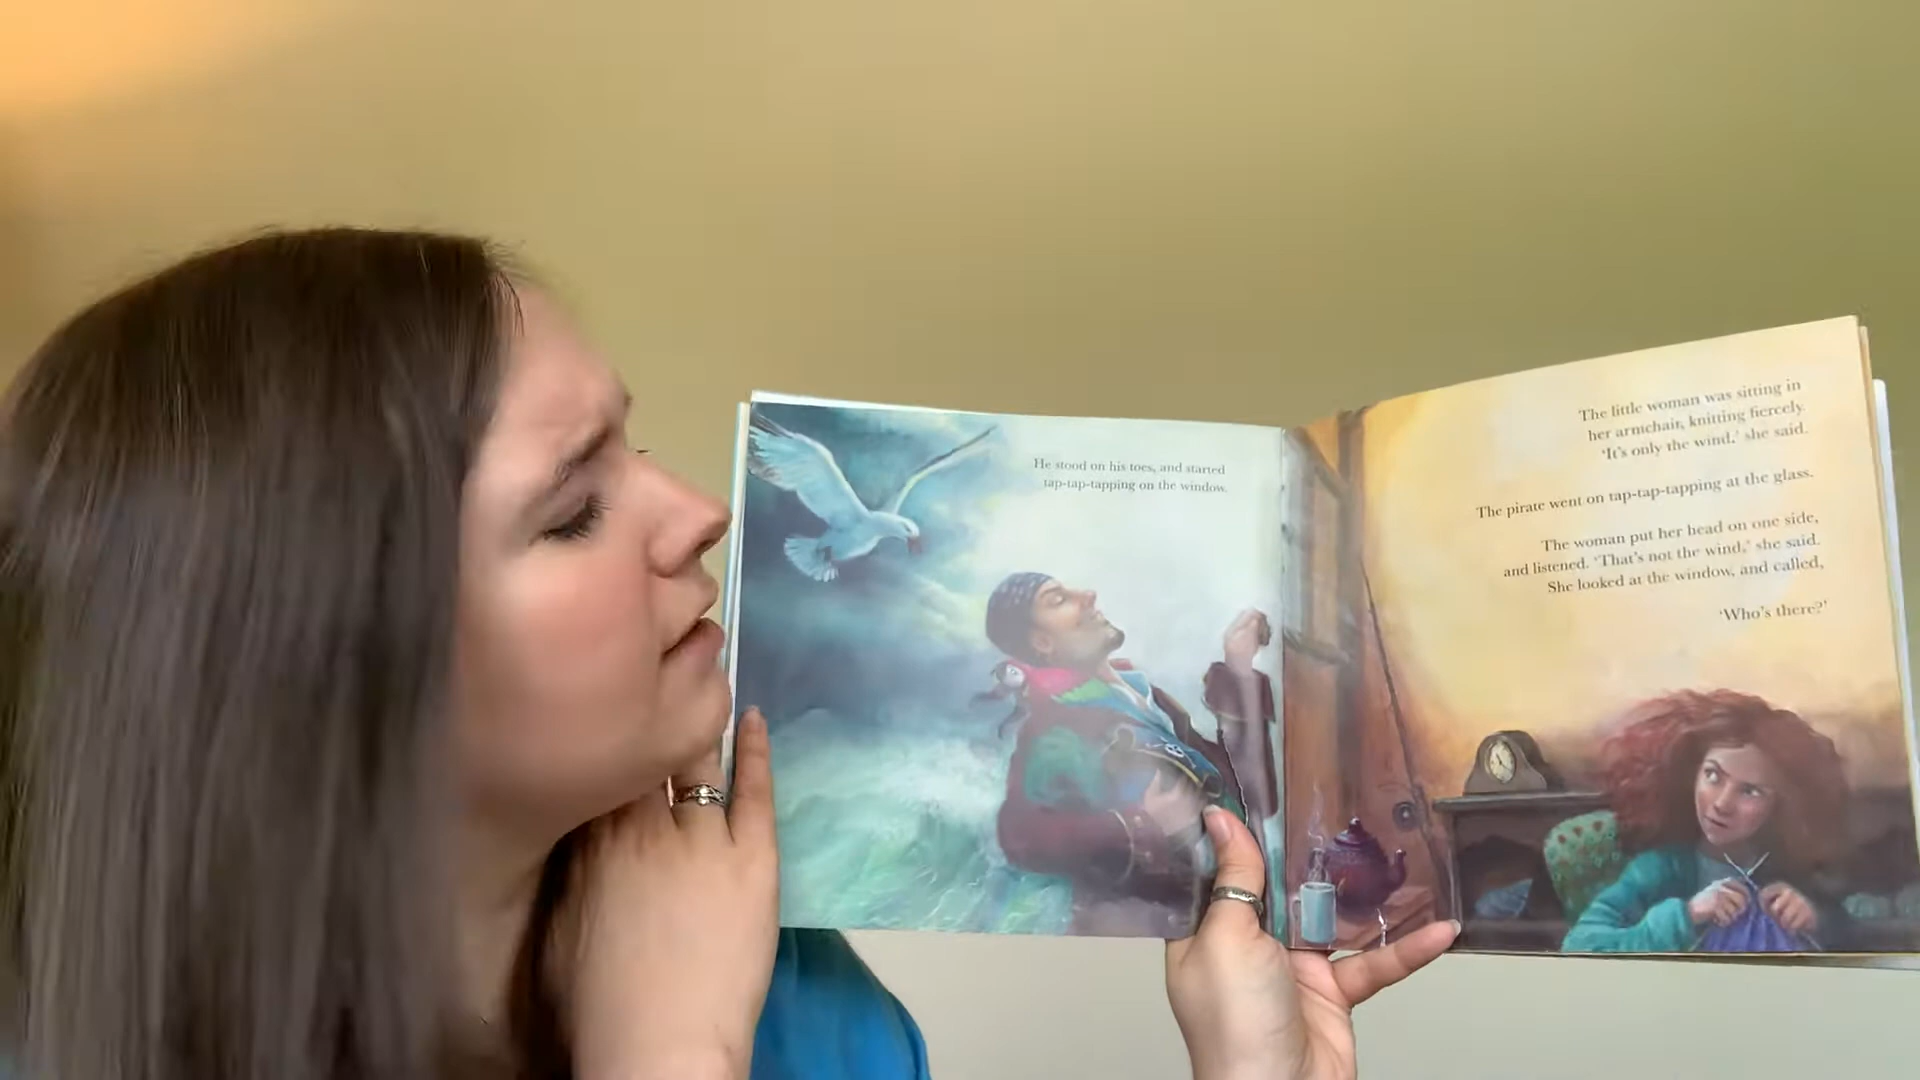 He stood on his toes, and started
tap-tap-tapping on the window.
The little woman was sitting in
her armchair, knitting fiercely.
‘It’s only the wind,’ she said.
The pirate went on tap-tap-tapping at the glass.
The woman put her head on one side,
and listened. ‘That’s not the wind,’ she said.
She looked at the window, and called,
‘Who’s there?’